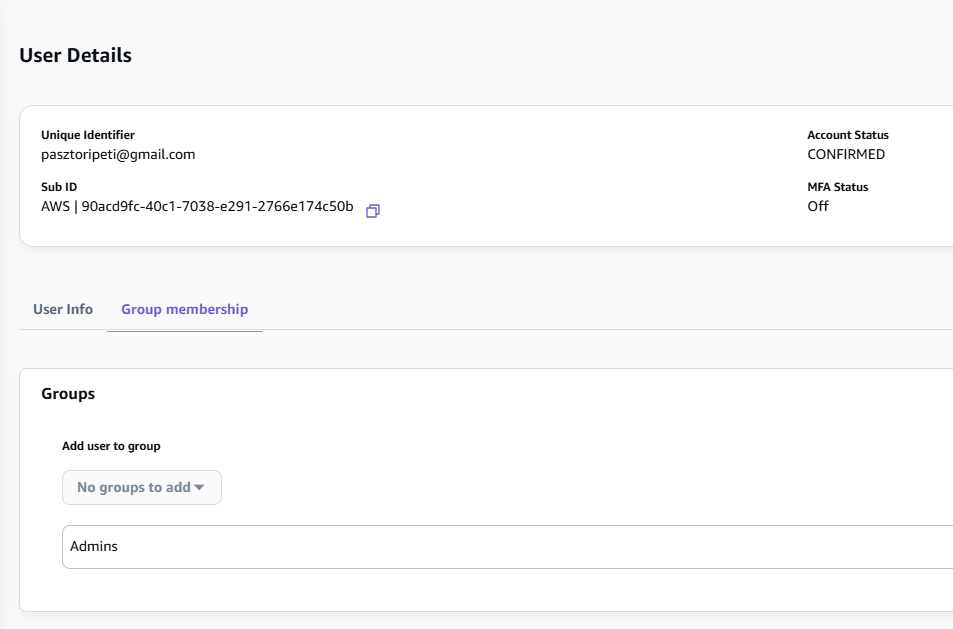 User Details
Unique Identifier
pasztoripeti@gmail.com
Account Status
CONFIRMED
Sub ID
AWS | 90acd9fc-40c1-7038-e291-2766e174c50b
MFA Status
Off
User Info
Group membership
Groups
Add user to group
No groups to add
Admins